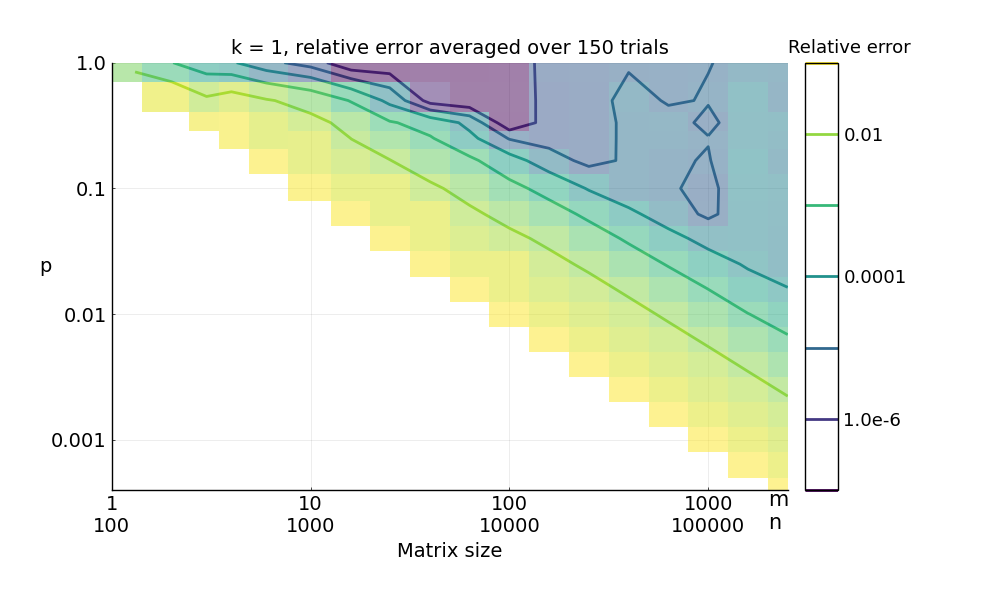 k = 1, relative error averaged over 150 trials
Relative error
1.0
0.1
p
0.01
0.001
0.01
0.0001
1.0e-6
1 10 100 1000 m
100 1000 10000 100000 n
Matrix size